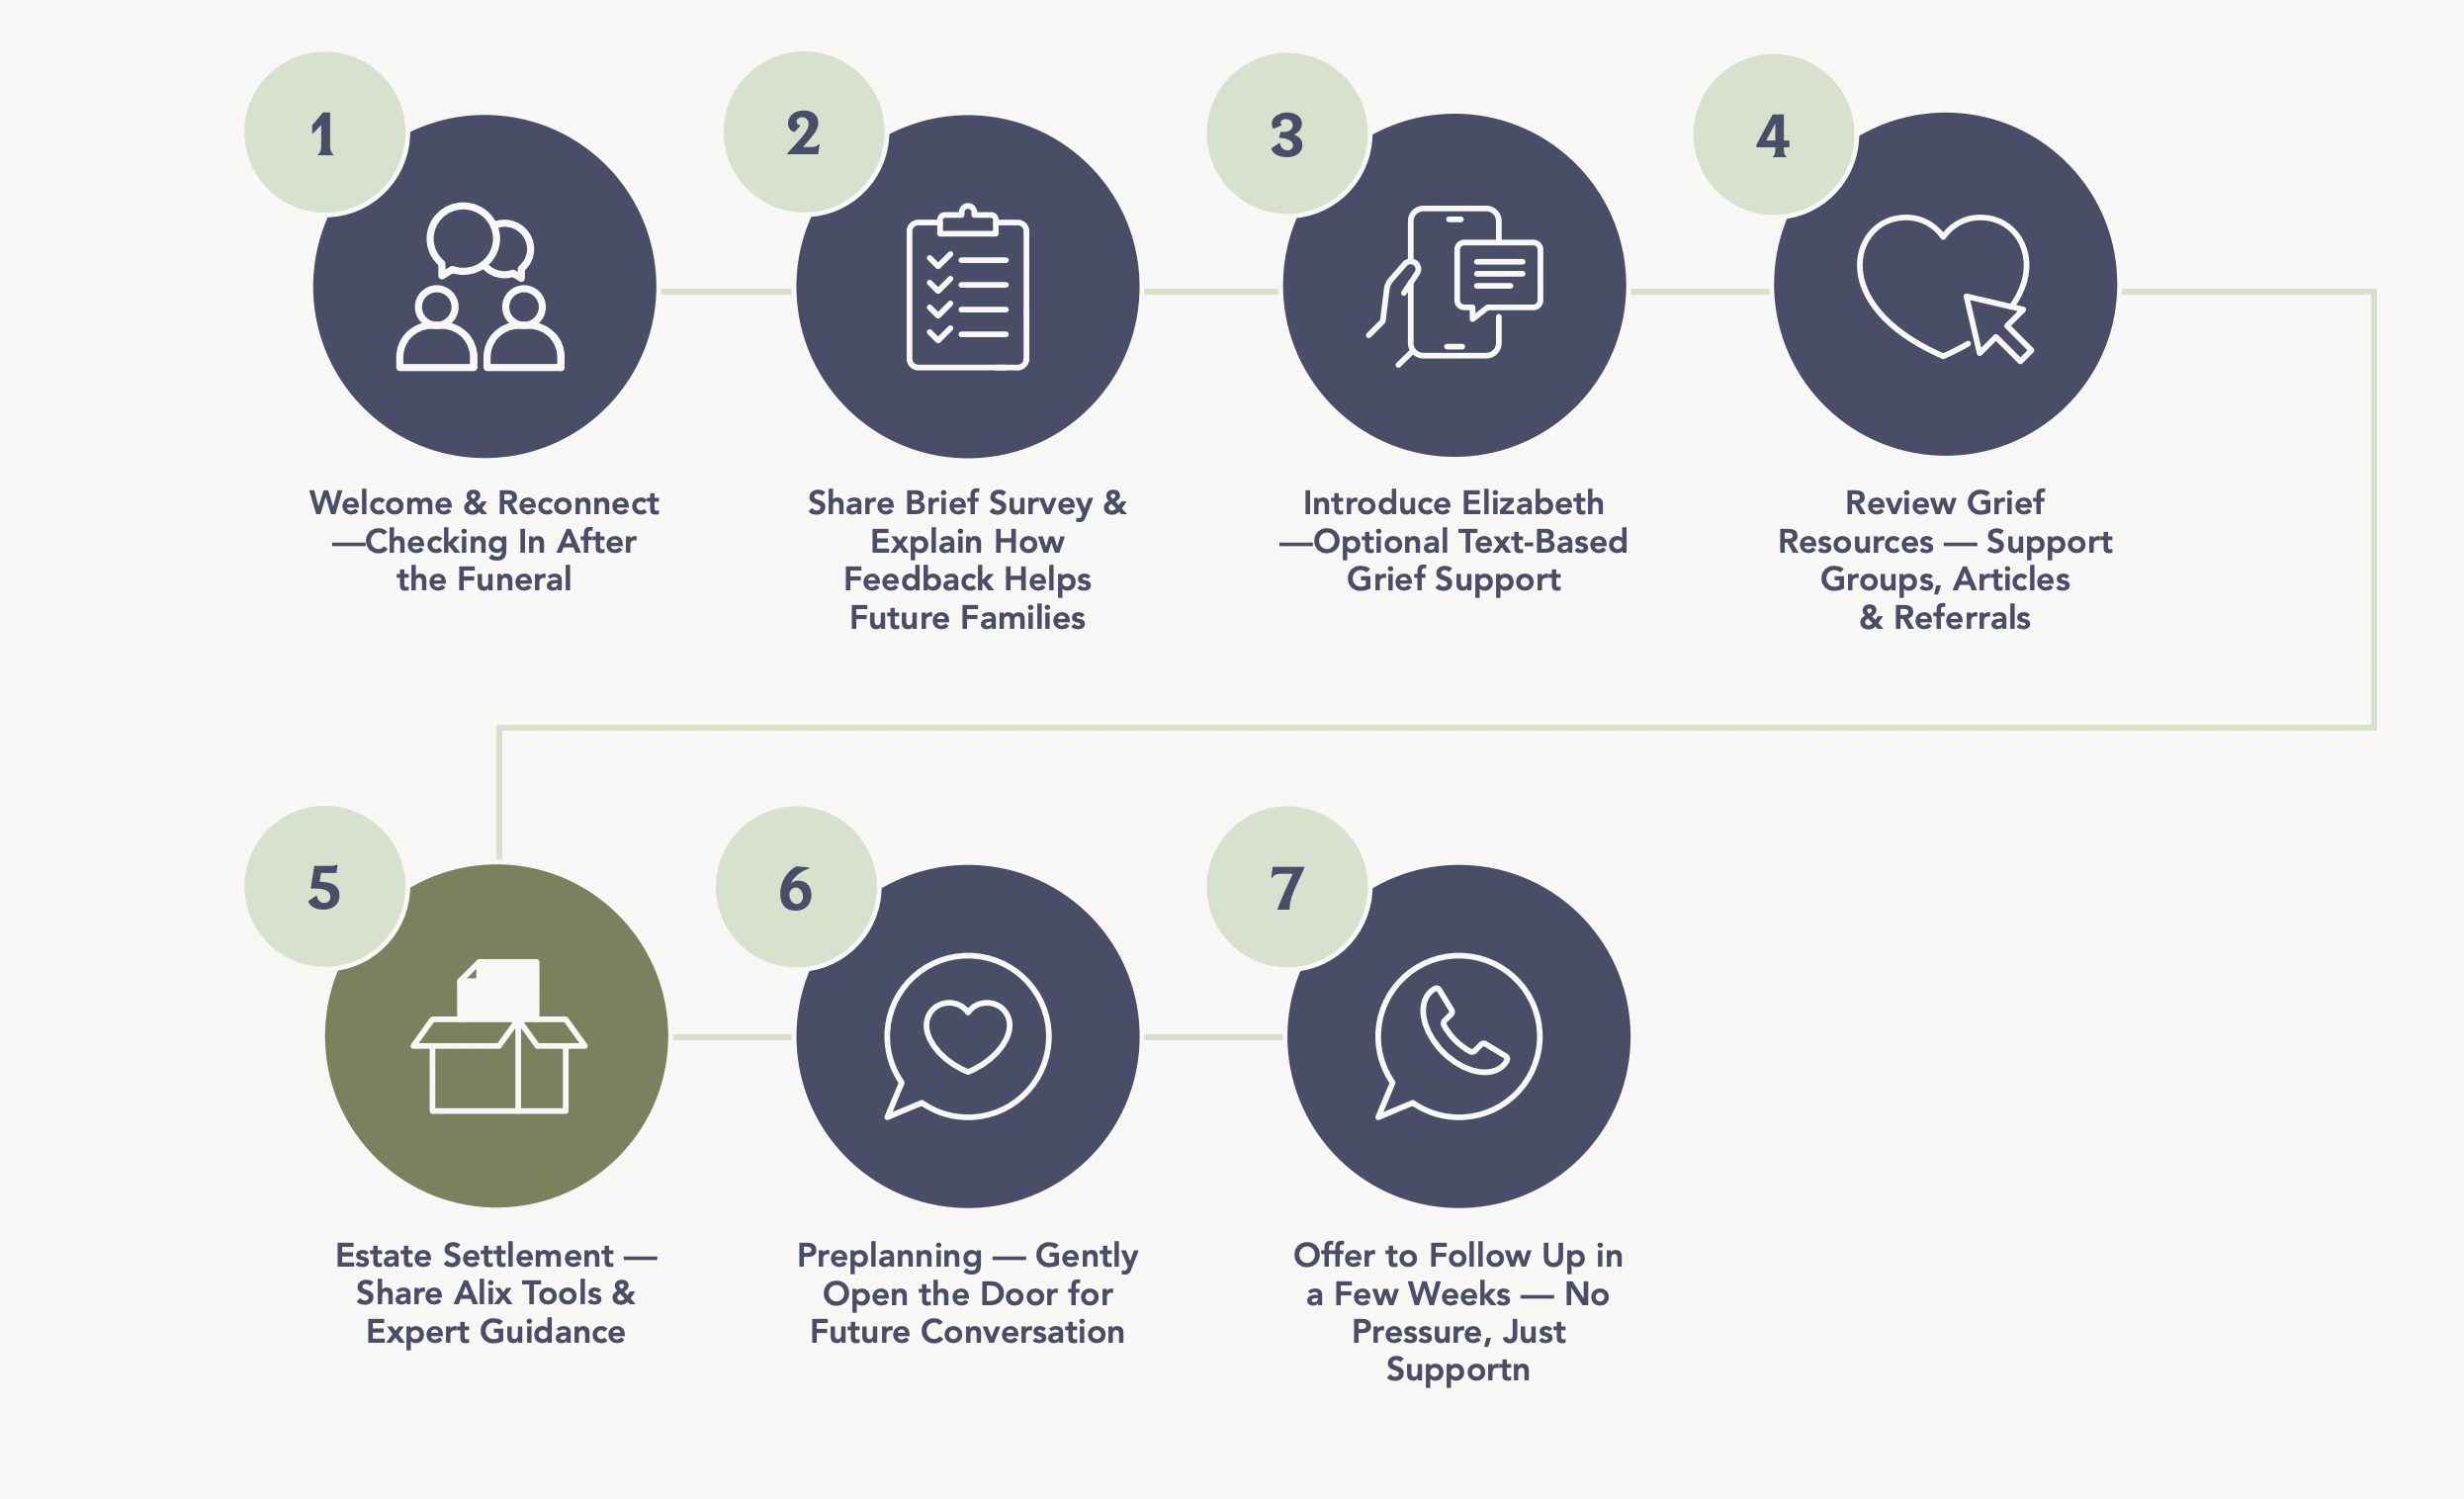 1
Welcome & Reconnect
—Checking In After
the Funeral
2
Share Brief Survey &
Explain How
Feedback Helps
Future Families
3
Introduce Elizabeth
—Optional Text-Based
Grief Support
4
Review Grief
Resources — Support
Groups, Articles
& Referrals
5
Estate Settlement —
Share Alix Tools &
Expert Guidance
6
Preplanning — Gently
Open the Door for
Future Conversation
7
Offer to Follow Up in
a Few Weeks — No
Pressure, Just
Supportn